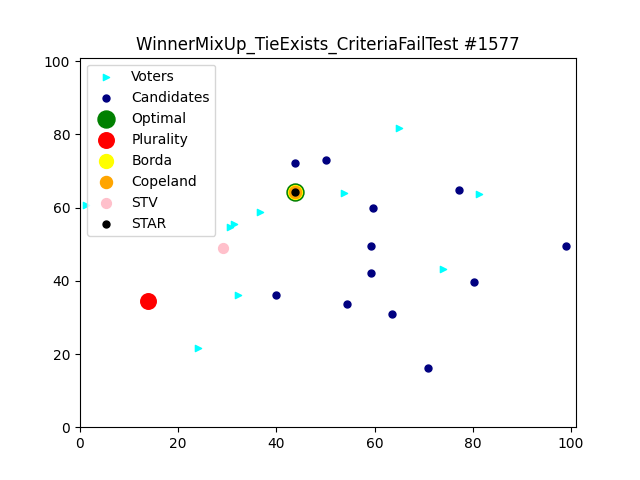 WinnerMixUp_TieExists_CriteriaFailTest #1577
100
80
60
40
20
0
Voters
Candidates
Optimal
Plurality
Borda
Copeland
STV
STAR
0 20 40 60 80 100